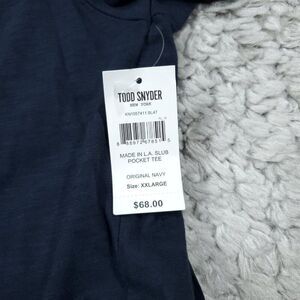 TODD SNYDER
NEW YORK
MADE IN L.A. SLUB
POCKET TEE
ORIGINAL NAVY
Size: XXLARGE
$68.00